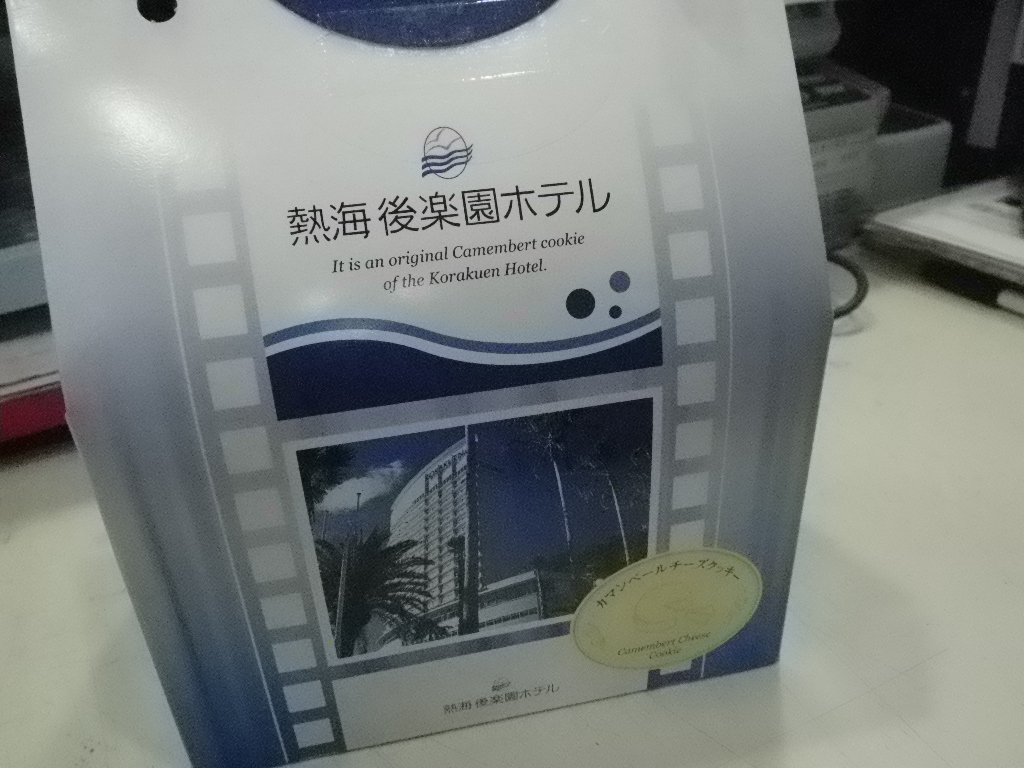 熱海 後楽園ホテル
It is an original Camembert cookie
of the Korakuen Hotel.
カマンベールチーズクッキー
Camembert Cheese
Cookie
熱海 後楽園ホテル